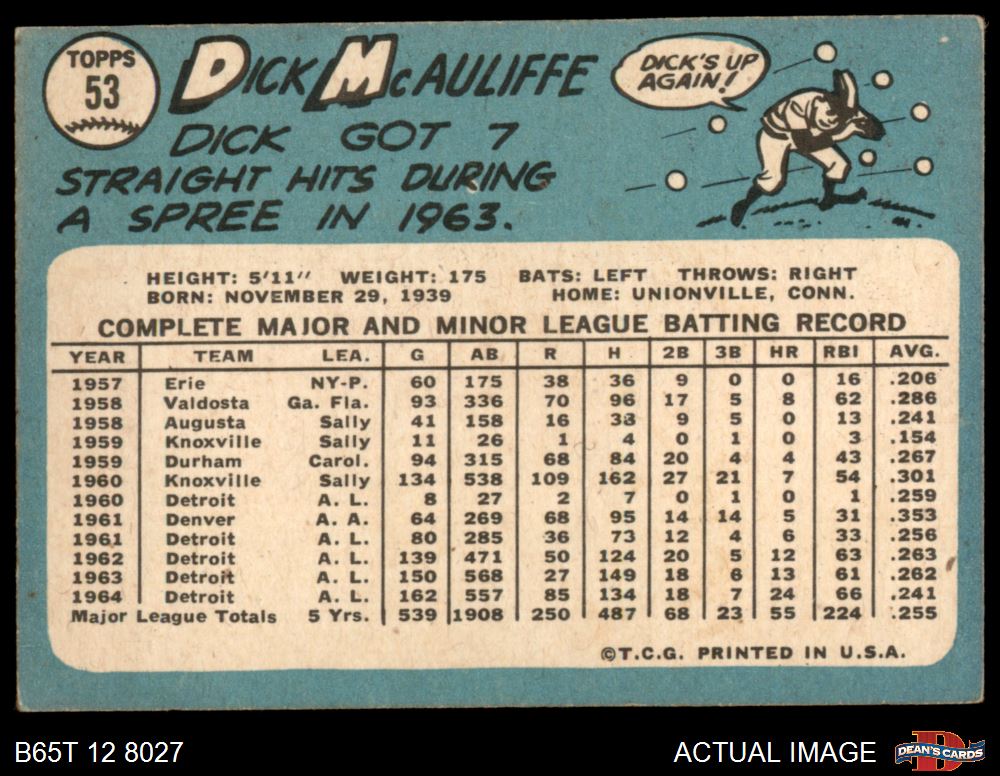 TOPPS
53
DICK McAULIFFE
DICK GOT 7
STRAIGHT HITS DURING
A SPREE IN 1963.
DICK'S UP
AGAIN!
HEIGHT: 5'11" WEIGHT: 175 BATS: LEFT THROWS: RIGHT
BORN: NOVEMBER 29, 1939 HOME: UNIONVILLE, CONN.
COMPLETE MAJOR AND MINOR LEAGUE BATTING RECORD
YEAR TEAM LEA. G AB R H 2B 3B HR RBI AVG.
1957 Erie NY-P. 60 175 38 36 9 0 0 16 .206
1958 Valdosta Ga. Fla. 93 336 70 96 17 5 8 62 .286
1958 Augusta Sally 41 158 16 38 9 5 0 13 .241
1959 Knoxville Sally 11 26 1 4 0 1 0 3 .154
1959 Durham Carol. 94 315 68 84 20 4 4 43 .267
1960 Knoxville Sally 134 538 109 162 27 21 7 54 .301
1960 Detroit A. L. 8 27 2 7 0 1 0 1 .259
1961 Denver A. A. 64 269 68 95 14 14 5 31 .353
1961 Detroit A. L. 80 285 36 73 12 4 6 33 .256
1962 Detroit A. L. 139 471 50 124 20 5 12 63 .263
1963 Detroit A. L. 150 568 27 149 18 6 13 61 .262
1964 Detroit A. L. 162 557 85 134 18 7 24 66 .241
Major League Totals 5 Yrs. 539 1908 250 487 68 23 55 224 .255
©T.C.G. PRINTED IN U.S.A.
B65T 12 8027
ACTUAL IMAGE
D
DEAN'S CARDS